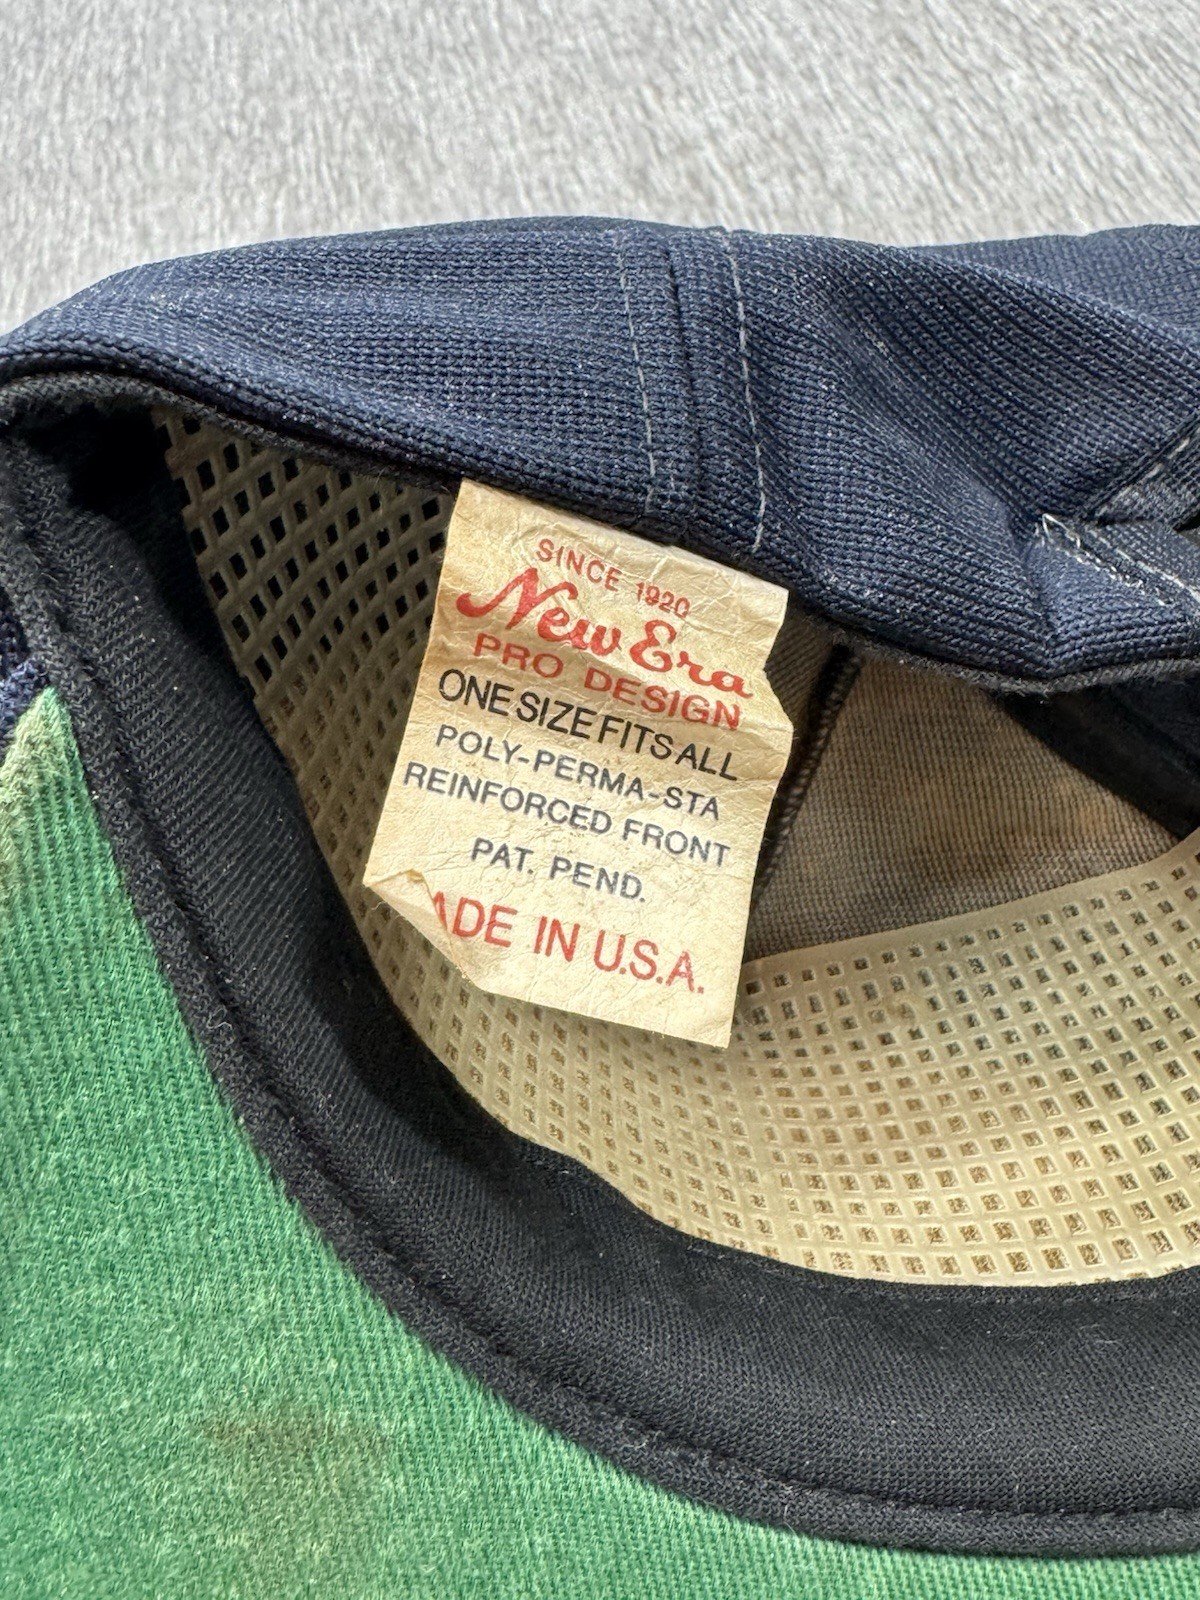 SINCE 1920
New Era
PRO DESIGN
ONE SIZE FITS ALL
POLY-PERMA-STA
REINFORCED FRONT
PAT. PEND.
ADE IN U.S.A.